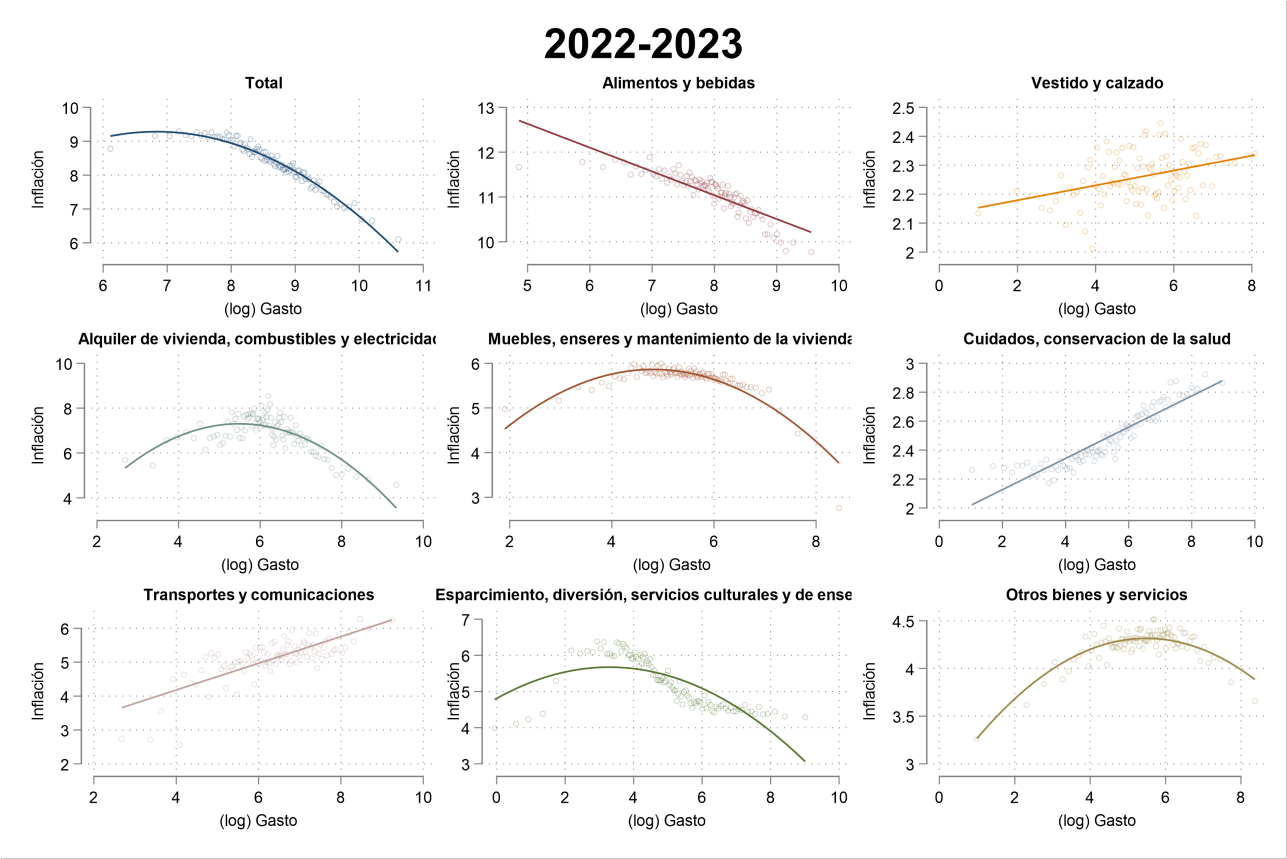 2022-2023
Total
10
9
8
7
6
Inflación
6 7 8 9 10 11
(log) Gasto
Alimentos y bebidas
13
12
11
10
Inflación
5 6 7 8 9 10
(log) Gasto
Vestido y calzado
2.5
2.4
2.3
2.2
2.1
2
Inflación
0 2 4 6 8
(log) Gasto
Alquiler de vivienda, combustibles y electricidad
10
8
6
4
Inflación
2 4 6 8 10
(log) Gasto
Muebles, enseres y mantenimiento de la vivienda
6
5
4
3
Inflación
2 4 6 8
(log) Gasto
Cuidados, conservacion de la salud
3
2.8
2.6
2.4
2.2
2
Inflación
0 2 4 6 8 10
(log) Gasto
Transportes y comunicaciones
6
5
4
3
2
Inflación
2 4 6 8 10
(log) Gasto
Esparcimiento, diversión, servicios culturales y de ense
7
6
5
4
3
Inflación
0 2 4 6 8 10
(log) Gasto
Otros bienes y servicios
4.5
4
3.5
3
Inflación
0 2 4 6 8
(log) Gasto